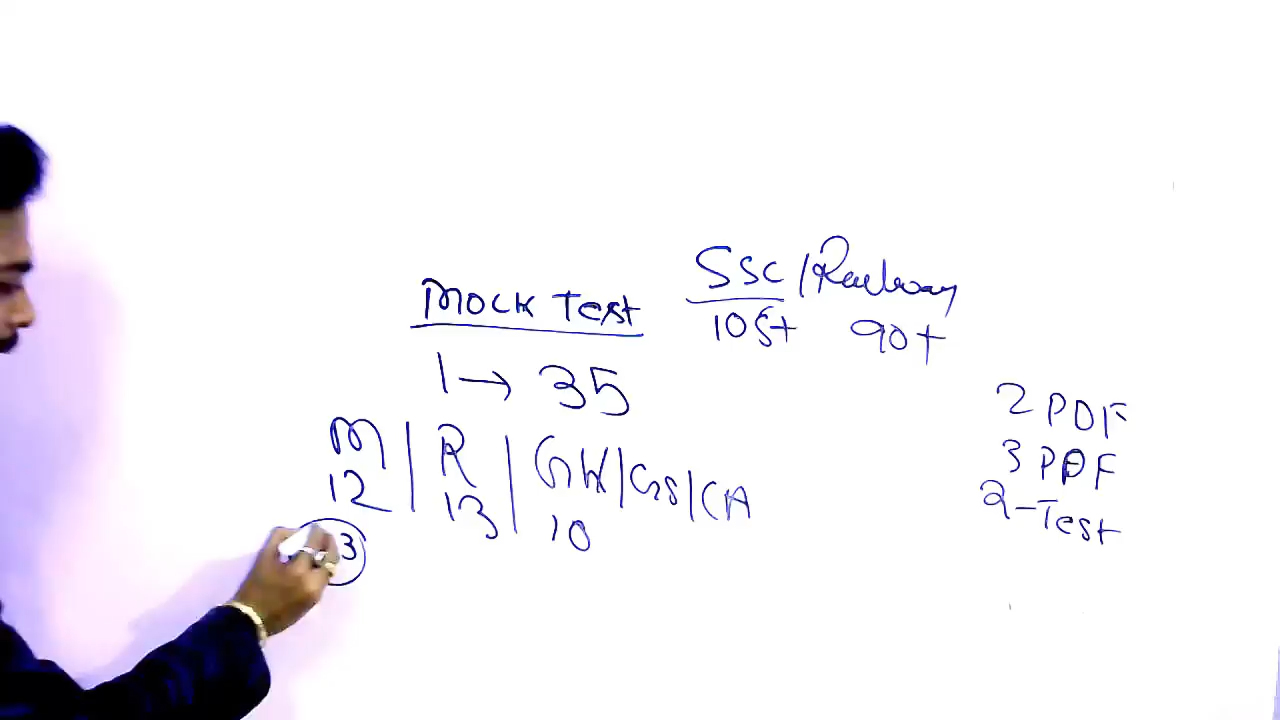 MOCK Test
SSC/Railway
105+ 90+
1 → 35
M | R | GK/GS/CA
12 | 13 | 10
3
2 PDF
3 PDF
2-Test